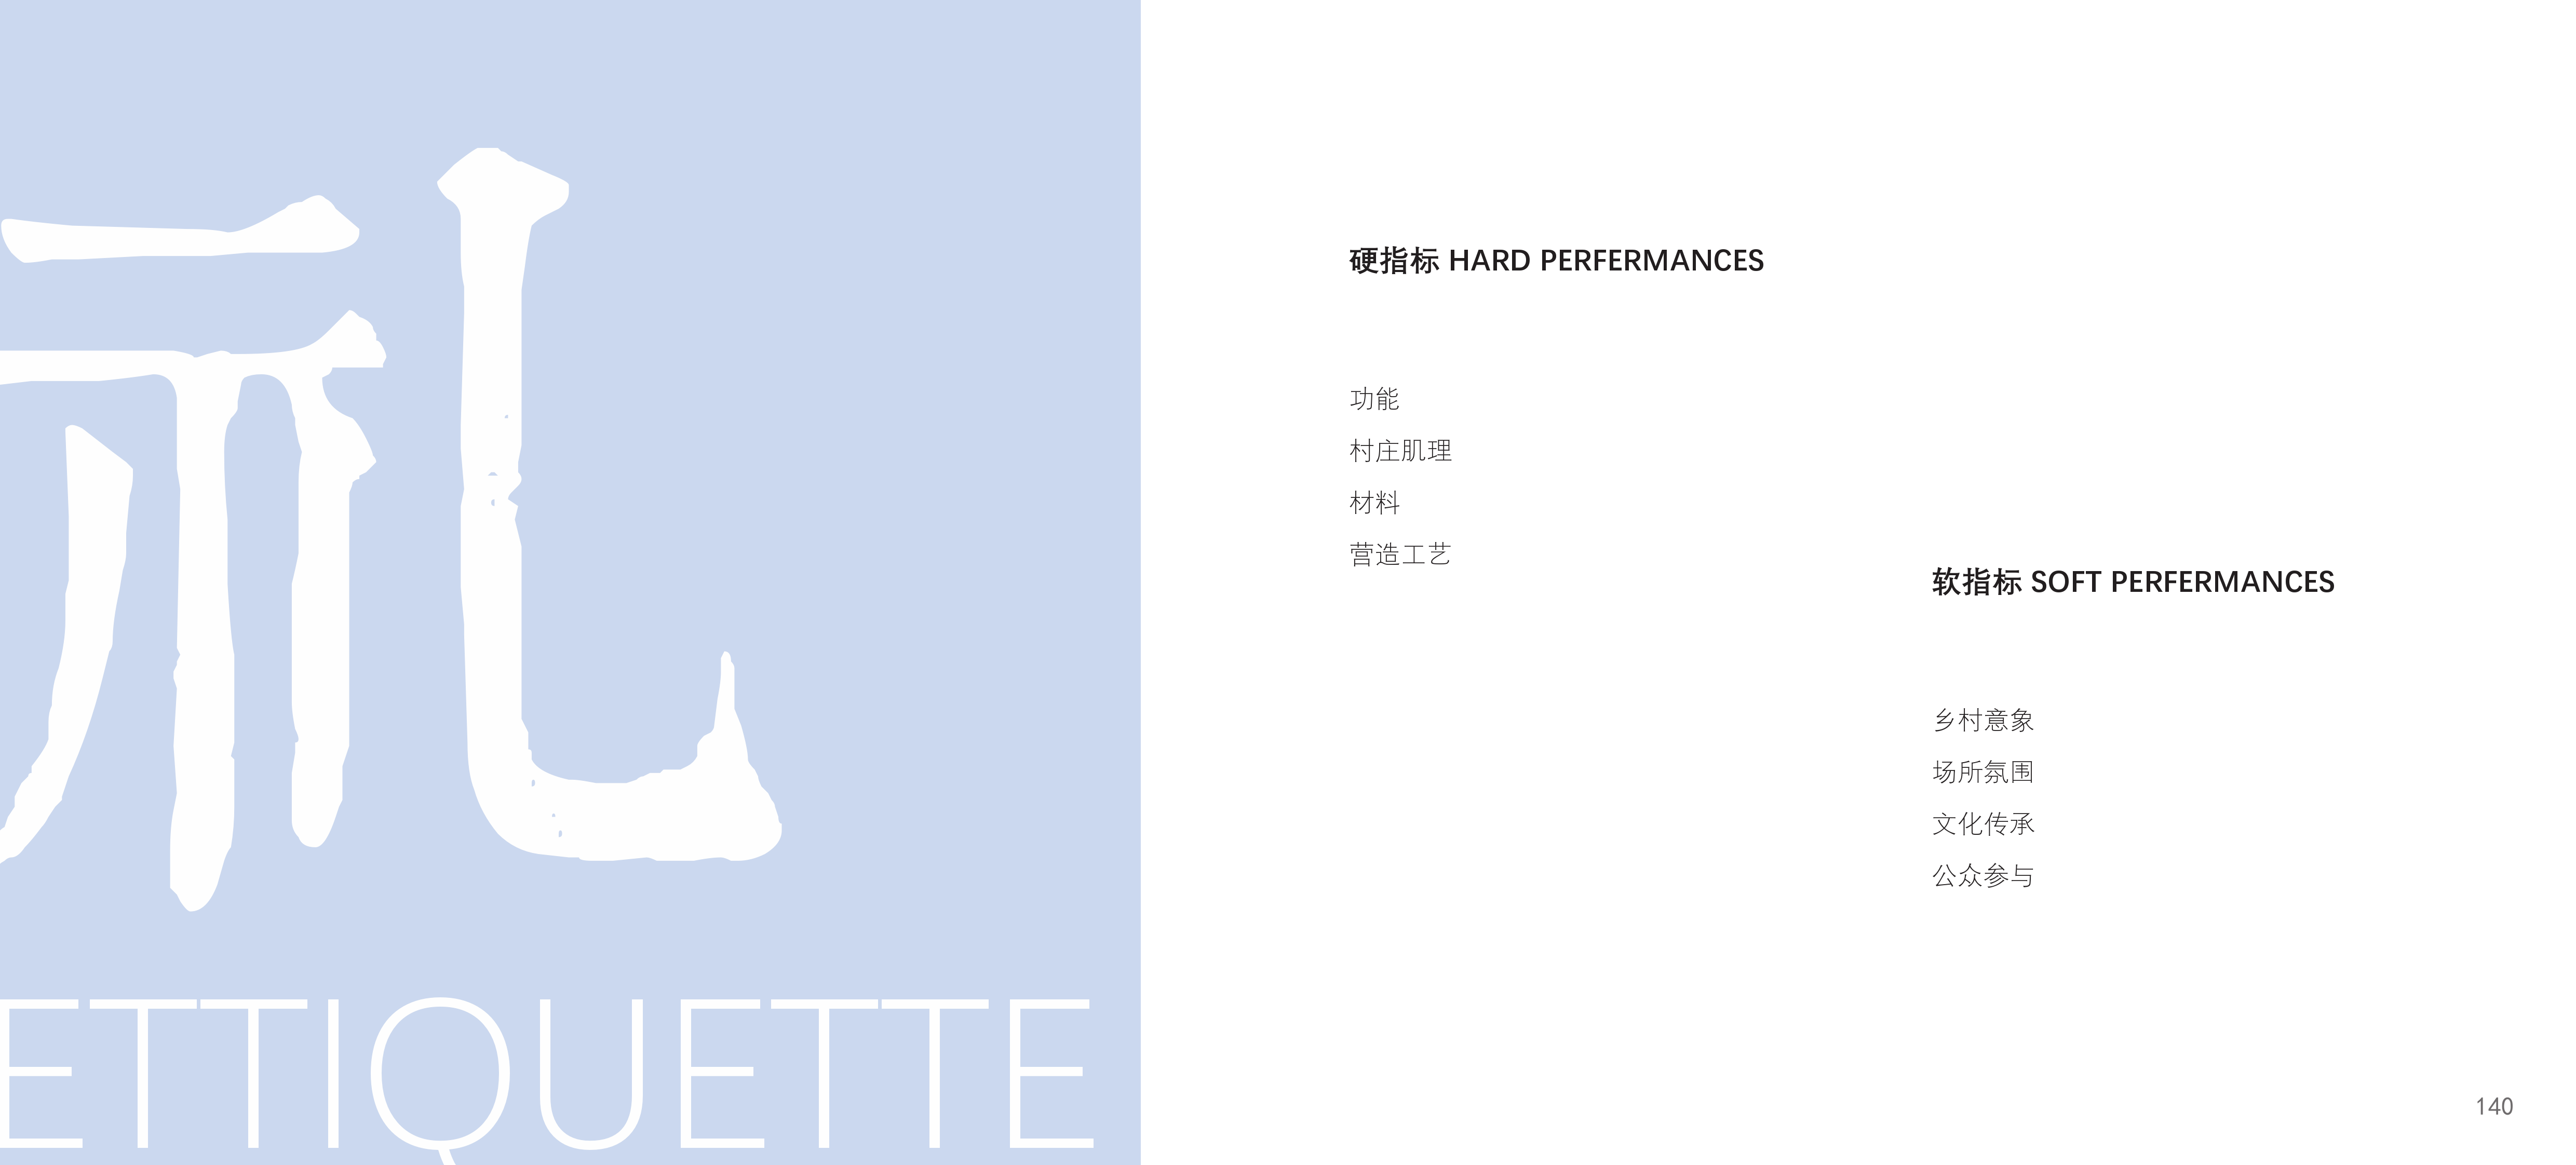 礼
ETTIQUETTE
硬指标 HARD PERFERMANCES
功能
村庄肌理
材料
营造工艺
软指标 SOFT PERFERMANCES
乡村意象
场所氛围
文化传承
公众参与
140